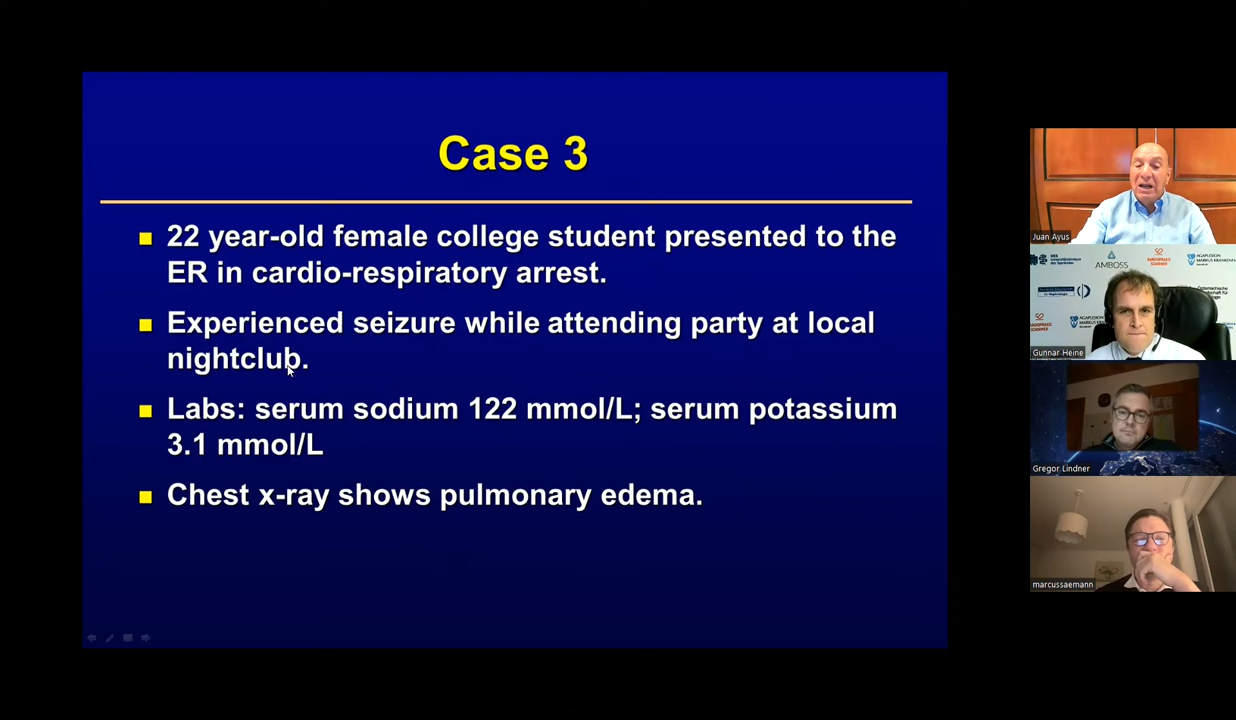 Case 3
22 year-old female college student presented to the
ER in cardio-respiratory arrest.
Experienced seizure while attending party at local
nightclub.
Labs: serum sodium 122 mmol/L; serum potassium
3.1 mmol/L
Chest x-ray shows pulmonary edema.
Juan Ayus
AMBOSS
Gunnar Heine
Gregor Lindner
marcussaemann